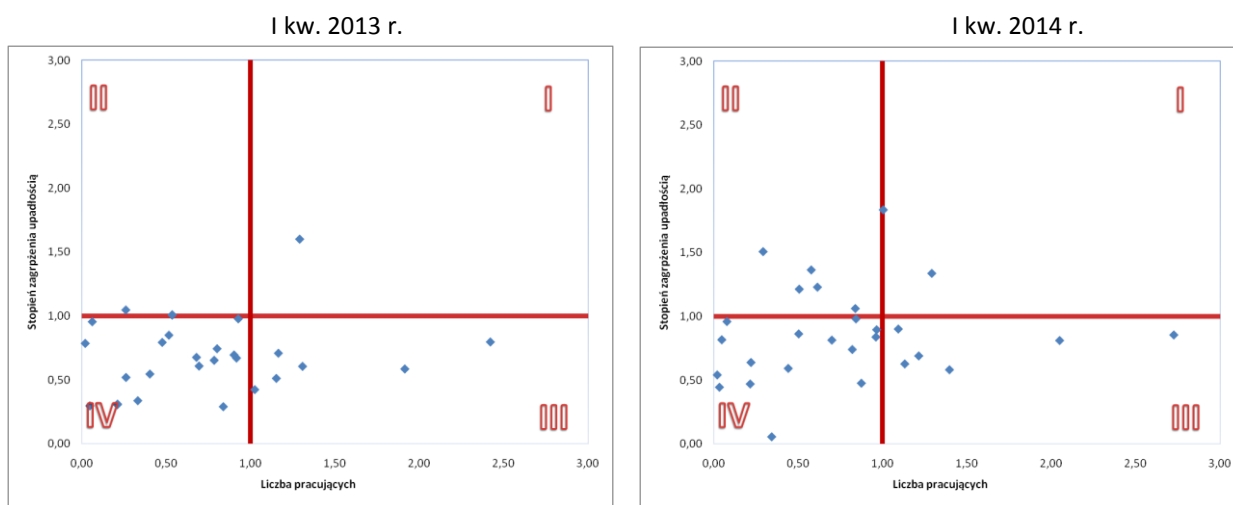 I kw. 2013 r.
3,00
2,50
2,00
1,50
1,00
0,50
0,00
Stopień zagrpżenia upadłością
II
I
IV
III
0,00 0,50 1,00 1,50 2,00 2,50 3,00
Liczba pracujących
I kw. 2014 r.
3,00
2,50
2,00
1,50
1,00
0,50
0,00
Stopień zagrpżenia upadłością
II
I
IV
III
0,00 0,50 1,00 1,50 2,00 2,50 3,00
Liczba pracujących